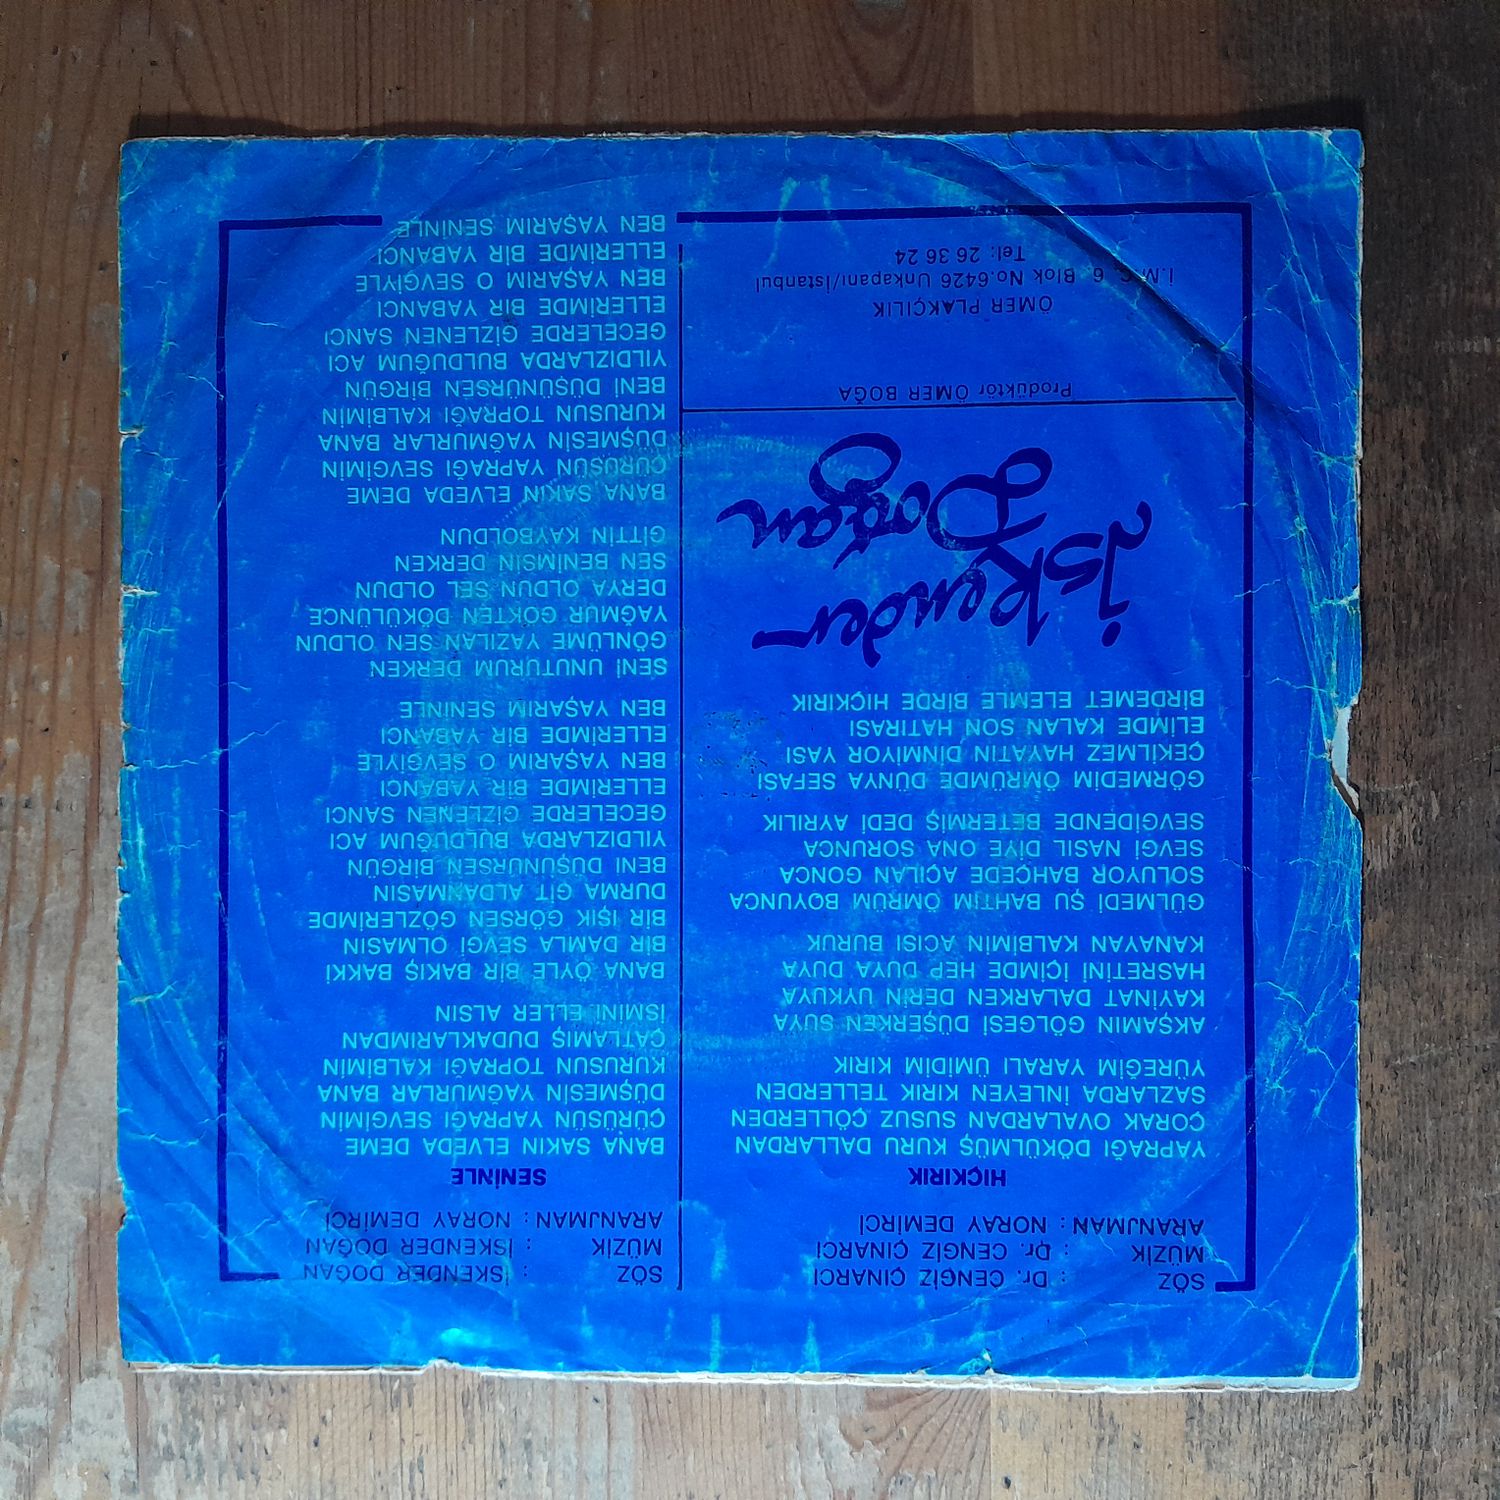 SÖZ : Dr. CENGİZ ÇINARCI
MÜZİK : Dr. CENGİZ ÇINARCI
ARANJMAN : NORAY DEMİRCİ
HIÇKIRIK
YAPRAĞI DÖKÜLMÜŞ KURU DALLARDAN
ÇORAK OVALARDAN SUSUZ ÇÖLLERDEN
SAZLARDA İNLEYEN KIRIK TELLERDEN
YÜREĞİM YARALI ÜMİDİM KIRIK
AKŞAMIN GÖLGESİ DÜŞERKEN SUYA
KAYİNAT DALARKEN DERİN UYKUYA
HASRETİNİ İÇİMDE HEP DUYA DUYA
KANAYAN KALBİMİN ACISI BURUK
GÜLMEDİ ŞU BAHTIM ÖMRÜM BOYUNCA
SOLUYOR BAHÇEDE AÇILAN GONCA
SEVGİ NASIL DİYE ONA SORUNCA
SEVGİDENDE BETERMİŞ DEDİ AYRILIK
GÖRMEDİM ÖMRÜMDE DÜNYA SEFASI
ÇEKİLMEZ HAYATIN DİNMİYOR YASI
ELİMDE KALAN SON HATIRASI
BİRDEMET ELEMLE BİRDE HIÇKIRIK
İskender
Doğan
Prodüktör ÖMER BOĞA
ÖMER PLAKÇILIK
İ.M.Ç. 6. Blok No.6426 Unkapanı/İstanbul
Tel: 26 36 24
SÖZ : İSKENDER DOĞAN
MÜZİK : İSKENDER DOĞAN
ARANJMAN : NORAY DEMİRCİ
SENİNLE
BANA SAKIN ELVEDA DEME
ÇÜRÜSÜN YAPRAĞI SEVGİMİN
DÜŞMESİN YAĞMURLAR BANA
KURUSUN TOPRAĞI KALBİMİN
ÇATLAMIŞ DUDAKLARIMDAN
İSMİNİ ELLER ALSIN
BANA ÖYLE BİR BAKIŞ BAKKİ
BİR DAMLA SEVGİ OLMASIN
BİR IŞIK GÖRSEN GÖZLERİMDE
DURMA GİT ALDANMASIN
BENİ DÜŞÜNÜRSEN BİRGÜN
YILDIZLARDA BULDUĞUM ACI
GECELERDE GİZLENEN SANCI
ELLERİMDE BİR YABANCI
BEN YAŞARIM O SEVGİYLE
ELLERİMDE BİR YABANCI
BEN YAŞARIM SENİNLE
SENİ UNUTURUM DERKEN
GÖNLÜME YAZILAN SEN OLDUN
YAĞMUR GÖKTEN DÖKÜLÜNCE
DERYA OLDUN SEL OLDUN
SEN BENİMSİN DERKEN
GİTTİN KAYBOLDUN
BANA SAKIN ELVEDA DEME
ÇÜRÜSÜN YAPRAĞI SEVGİMİN
DÜŞMESİN YAĞMURLAR BANA
KURUSUN TOPRAĞI KALBİMİN
BENİ DÜŞÜNÜRSEN BİRGÜN
YILDIZLARDA BULDUĞUM ACI
GECELERDE GİZLENEN SANCI
ELLERİMDE BİR YABANCI
BEN YAŞARIM O SEVGİYLE
ELLERİMDE BİR YABANCI
BEN YAŞARIM SENİNLE